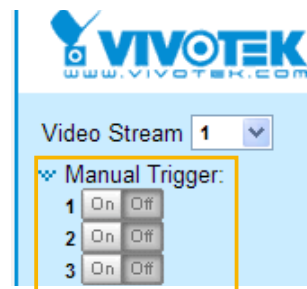 VIVOTEK
www.vivotek.com
Video Stream 1
Manual Trigger:
1 On Off
2 On Off
3 On Off